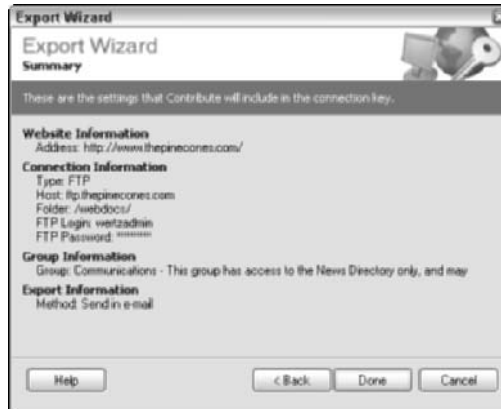 Export Wizard
Export Wizard
Summary
These are the settings that Contribute will include in the connection key.
Website Information
Address: http://www.thepinecones.com/
Connection Information
Type: FTP
Host: ftp.thepinecones.com
Folder: /webdocs/
FTP Login: wertzadmin
FTP Password: **********
Group Information
Group: Communications - This group has access to the News Directory only, and may
Export Information
Method: Send in e-mail
Help
< Back
Done
Cancel